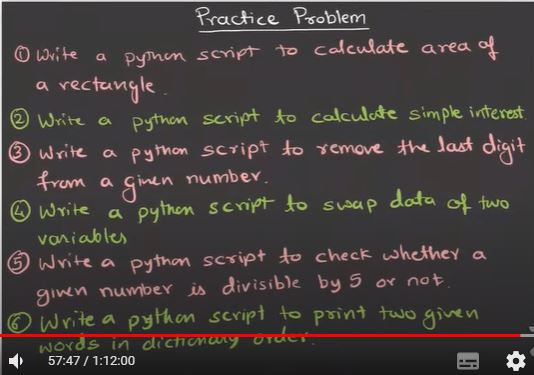 Practice Problem
① Write a python script to calculate area of
a rectangle.
② Write a python script to calculate simple interest.
③ Write a python script to remove the last digit
from a given number.
④ Write a python script to swap data of two
variables
⑤ Write a python script to check whether a
given number is divisible by 5 or not.
⑥ Write a python script to print two given
words in dictionary order.
57:47 / 1:12:00